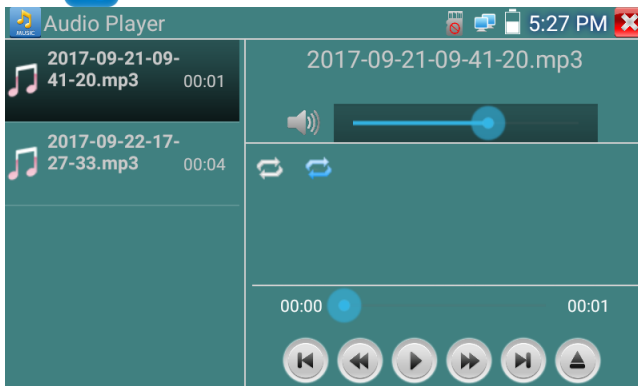 MUSIC
Audio Player
5:27 PM
2017-09-21-09-
41-20.mp3
00:01
2017-09-22-17-
27-33.mp3
00:04
2017-09-21-09-41-20.mp3
00:00
00:01